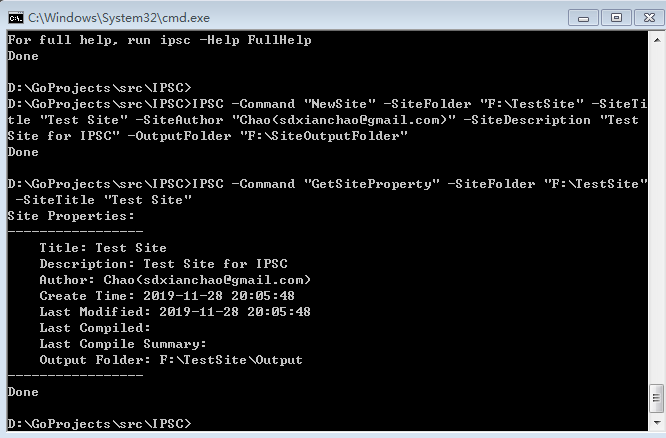 C:\Windows\System32\cmd.exe
For full help, run ipsc -Help FullHelp
Done
D:\GoProjects\src\IPSC>
D:\GoProjects\src\IPSC>IPSC -Command "NewSite" -SiteFolder "F:\TestSite" -SiteTi
tle "Test Site" -SiteAuthor "Chao(sdxianchao@gmail.com)" -SiteDescription "Test
Site for IPSC" -OutputFolder "F:\SiteOutputFolder"
Done
D:\GoProjects\src\IPSC>IPSC -Command "GetSiteProperty" -SiteFolder "F:\TestSite"
 -SiteTitle "Test Site"
Site Properties:
-----------------
    Title: Test Site
    Description: Test Site for IPSC
    Author: Chao(sdxianchao@gmail.com)
    Create Time: 2019-11-28 20:05:48
    Last Modified: 2019-11-28 20:05:48
    Last Compiled:
    Last Compile Summary:
    Output Folder: F:\TestSite\Output
-----------------
Done
D:\GoProjects\src\IPSC>